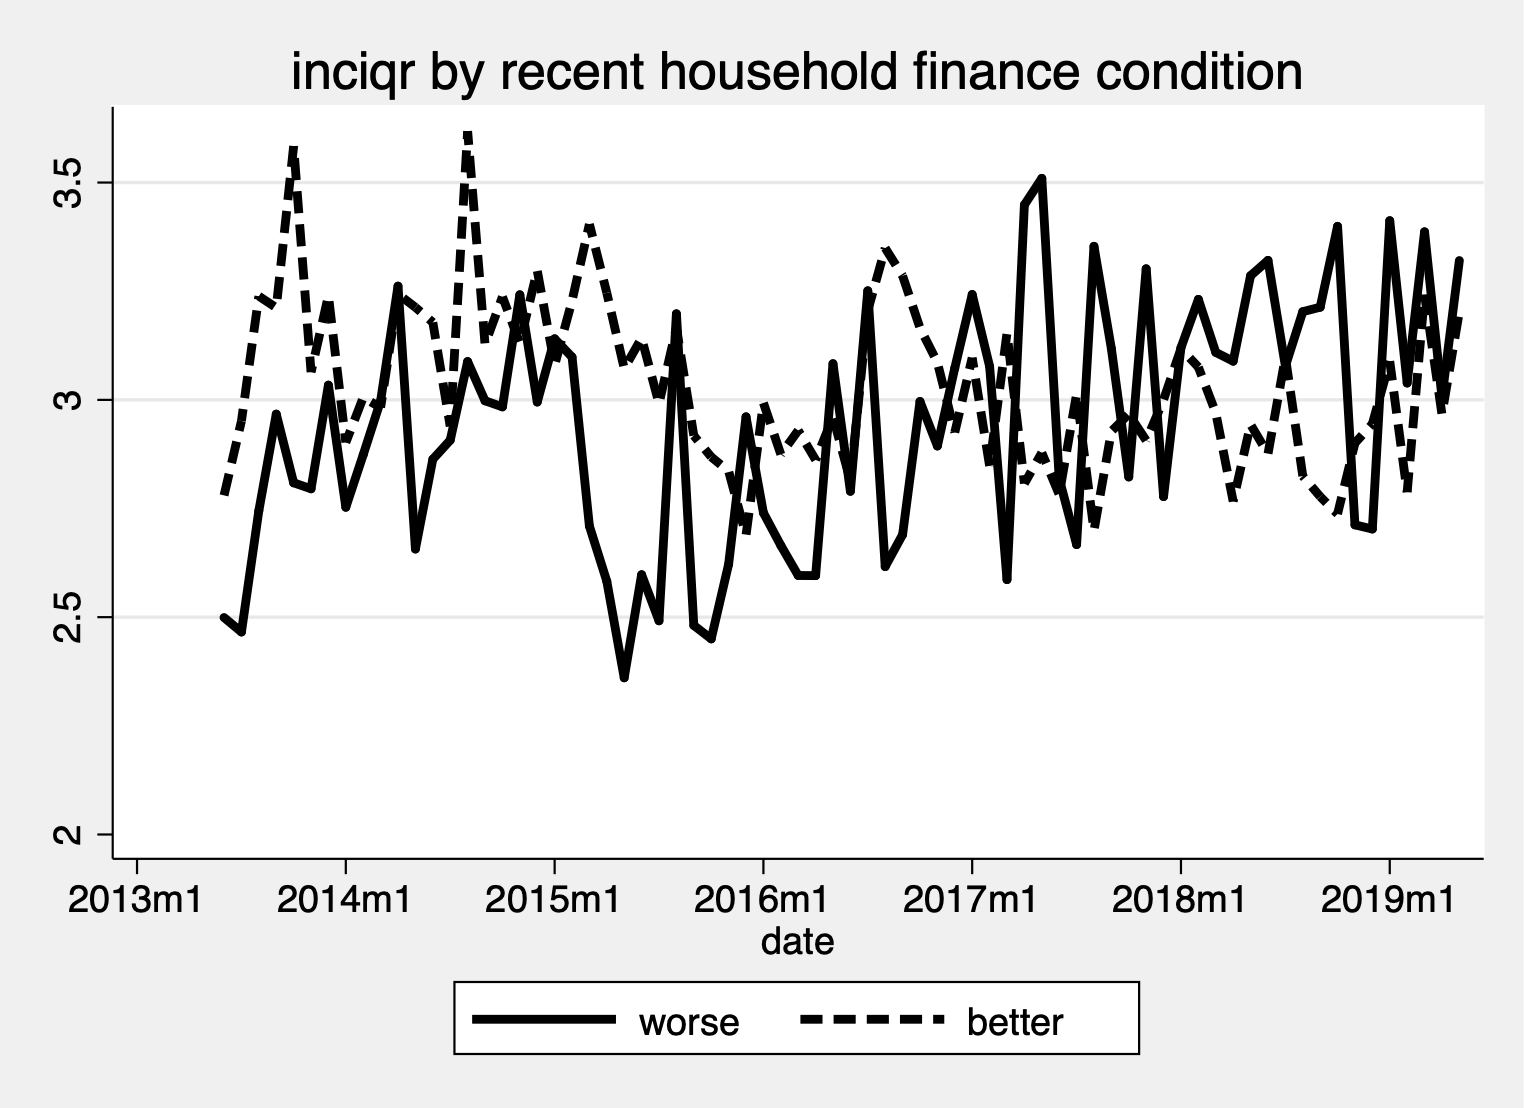 inciqr by recent household finance condition
3.5
3
2.5
2
2013m1 2014m1 2015m1 2016m1 2017m1 2018m1 2019m1
date
worse better